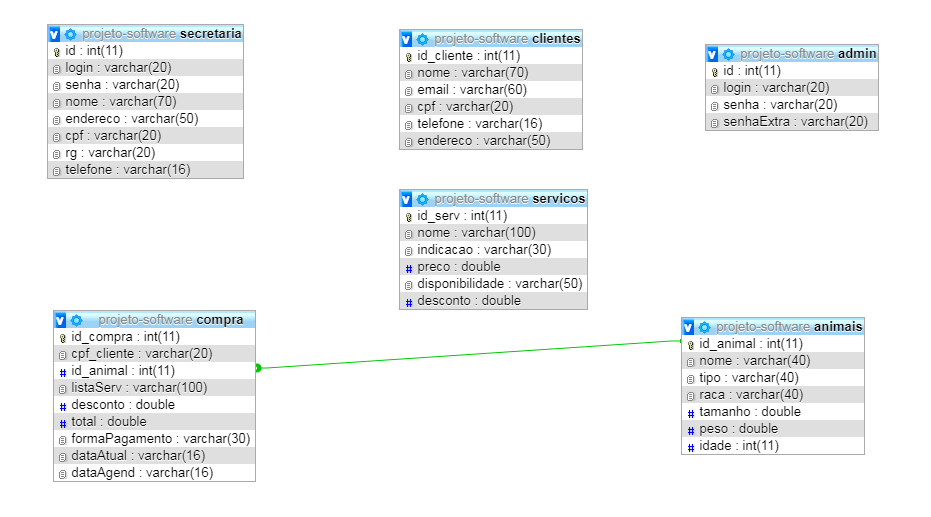 projeto-software secretaria
id : int(11)
login : varchar(20)
senha : varchar(20)
nome : varchar(70)
endereco : varchar(50)
cpf : varchar(20)
rg : varchar(20)
telefone : varchar(16)
projeto-software clientes
id_cliente : int(11)
nome : varchar(70)
email : varchar(60)
cpf : varchar(20)
telefone : varchar(16)
endereco : varchar(50)
projeto-software admin
id : int(11)
login : varchar(20)
senha : varchar(20)
senhaExtra : varchar(20)
projeto-software servicos
id_serv : int(11)
nome : varchar(100)
indicacao : varchar(30)
# preco : double
disponibilidade : varchar(50)
# desconto : double
projeto-software compra
id_compra : int(11)
cpf_cliente : varchar(20)
# id_animal : int(11)
listaServ : varchar(100)
# desconto : double
# total : double
formaPagamento : varchar(30)
dataAtual : varchar(16)
dataAgend : varchar(16)
projeto-software animais
id_animal : int(11)
nome : varchar(40)
tipo : varchar(40)
raca : varchar(40)
# tamanho : double
# peso : double
# idade : int(11)